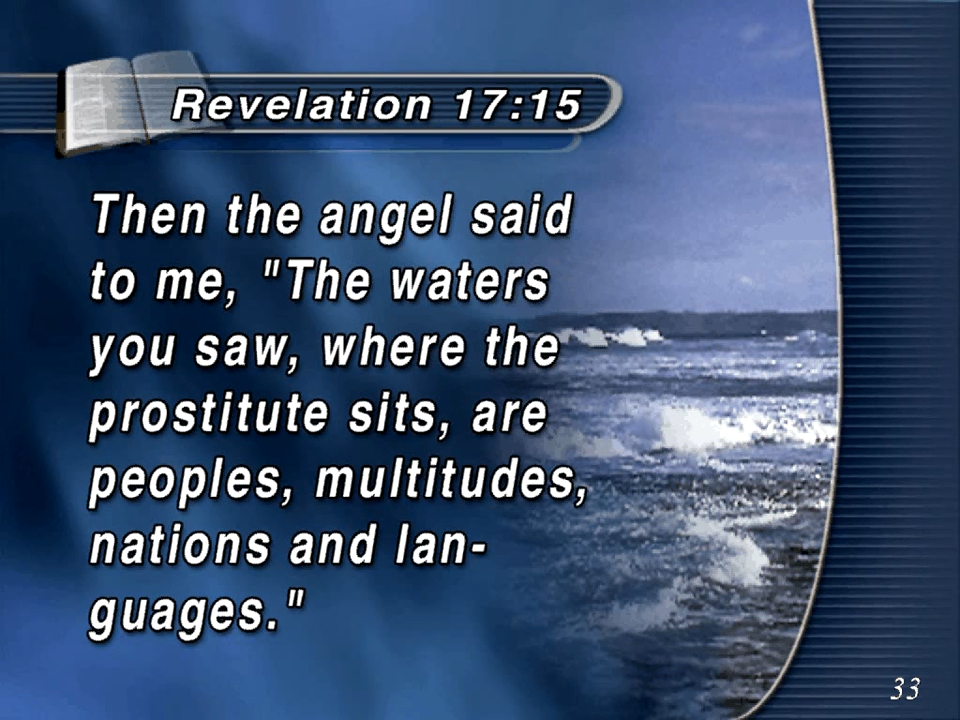 Revelation 17:15
Then the angel said
to me, "The waters
you saw, where the
prostitute sits, are
peoples, multitudes,
nations and lan-
guages."
33